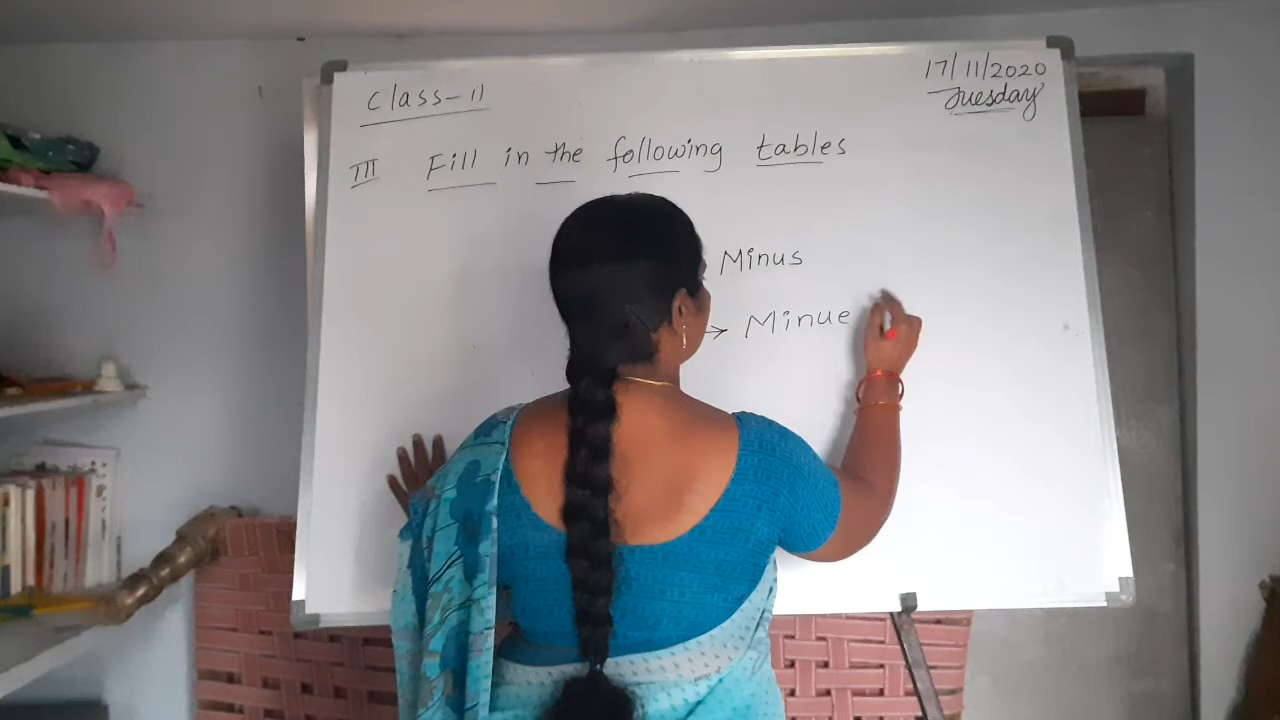 17/11/2020
Class-II
Tuesday
III Fill in the following tables
Minus
→ Minue